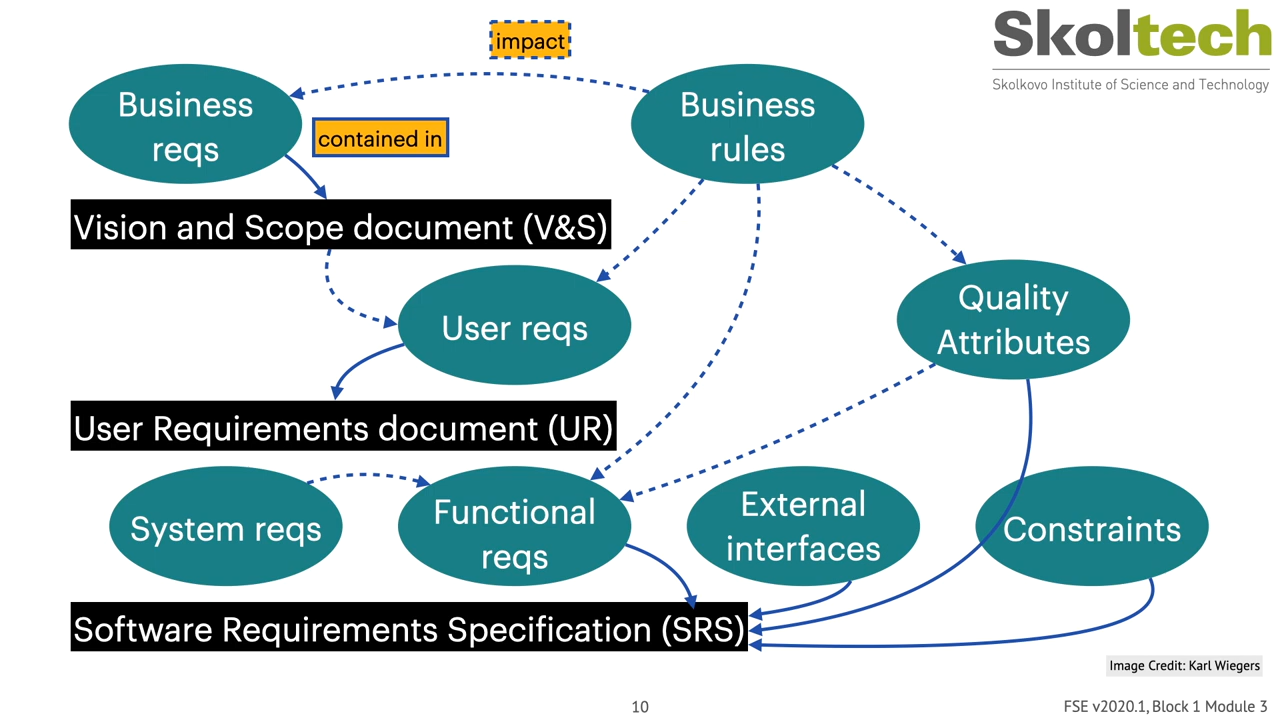 Skoltech
Skolkovo Institute of Science and Technology
impact
Business
reqs
Business
rules
contained in
Vision and Scope document (V&S)
Quality
Attributes
User reqs
User Requirements document (UR)
System reqs
Functional
reqs
External
interfaces
Constraints
Software Requirements Specification (SRS)
Image Credit: Karl Wiegers
10
FSE v2020.1, Block 1 Module 3